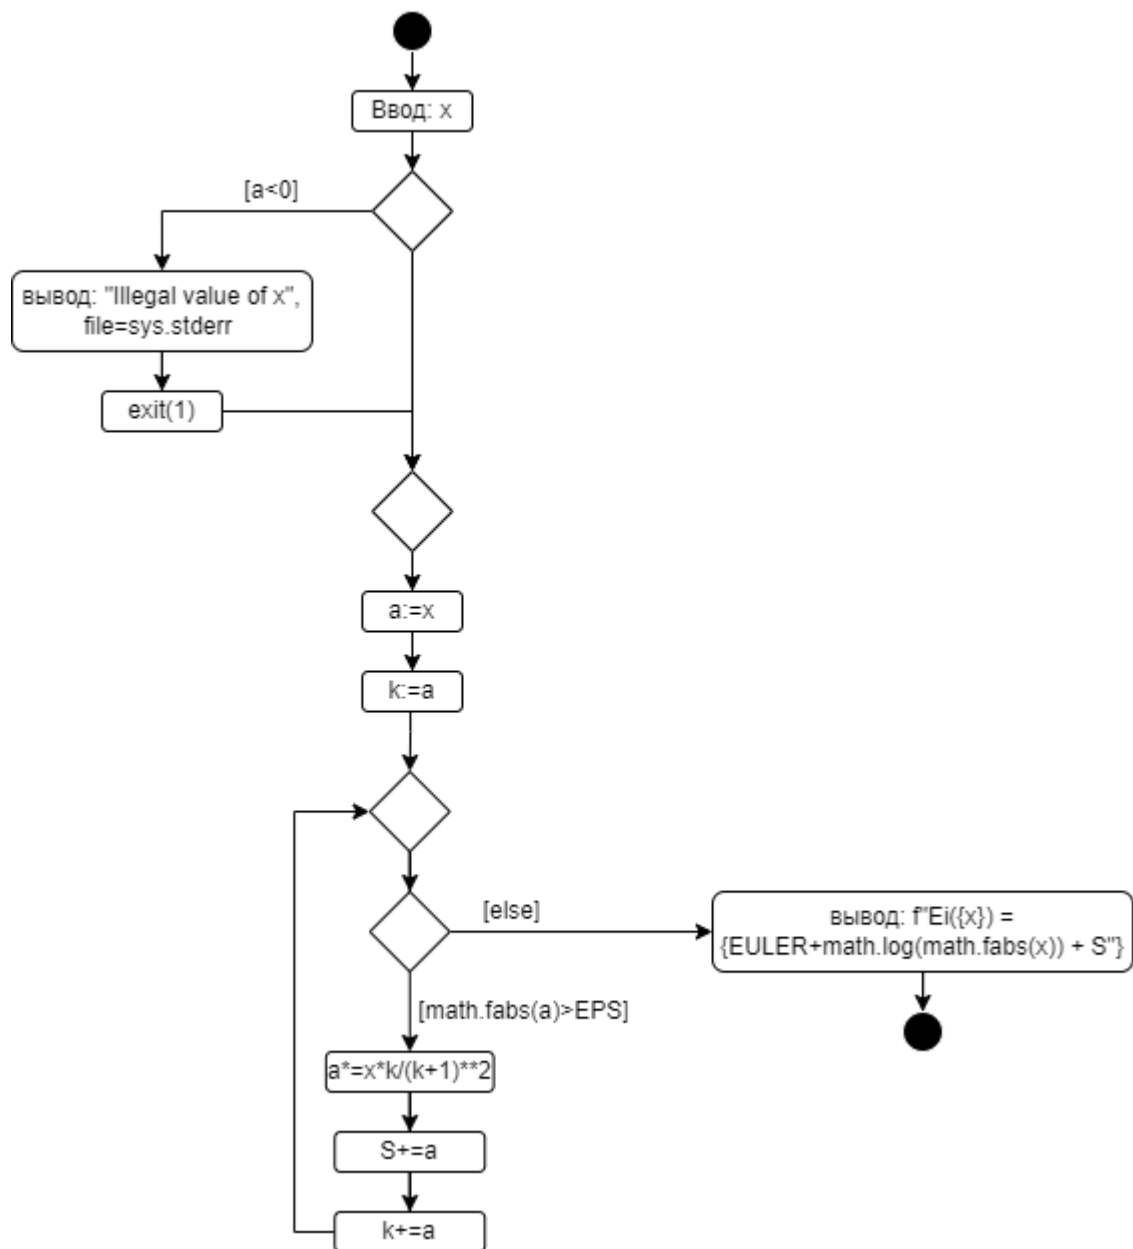 Ввод: x
[a<0]
вывод: "Illegal value of x",
file=sys.stderr
exit(1)
a:=x
k:=a
[else]
вывод: f"Ei({x}) =
{EULER+math.log(math.fabs(x)) + S"}
[math.fabs(a)>EPS]
a*=x*k/(k+1)**2
S+=a
k+=a